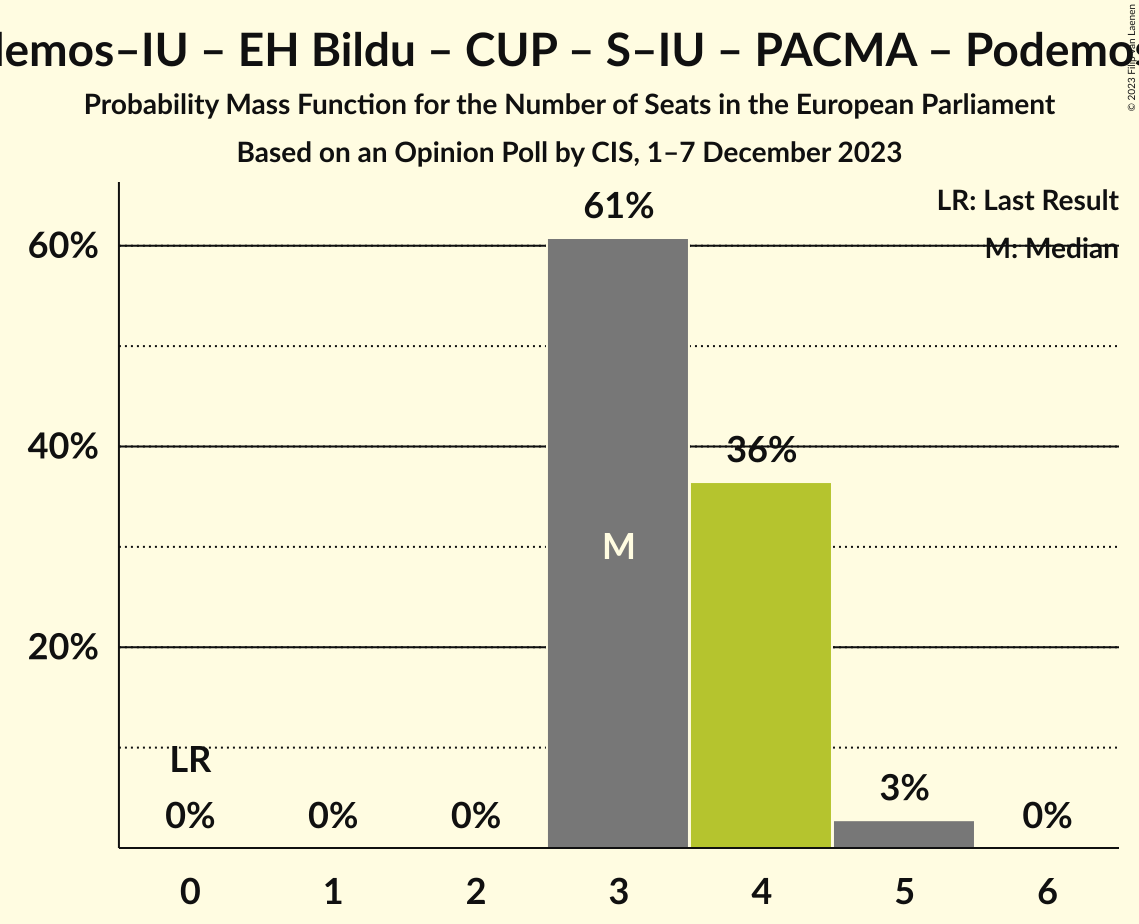 demos–IU – EH Bildu – CUP – S–IU – PACMA – Podemos
Probability Mass Function for the Number of Seats in the European Parliament
Based on an Opinion Poll by CIS, 1–7 December 2023
© 2023 Filip van Laenen
LR: Last Result
M: Median
60%
40%
20%
61%
36%
M
LR
0%
0%
0%
3%
0%
0
1
2
3
4
5
6